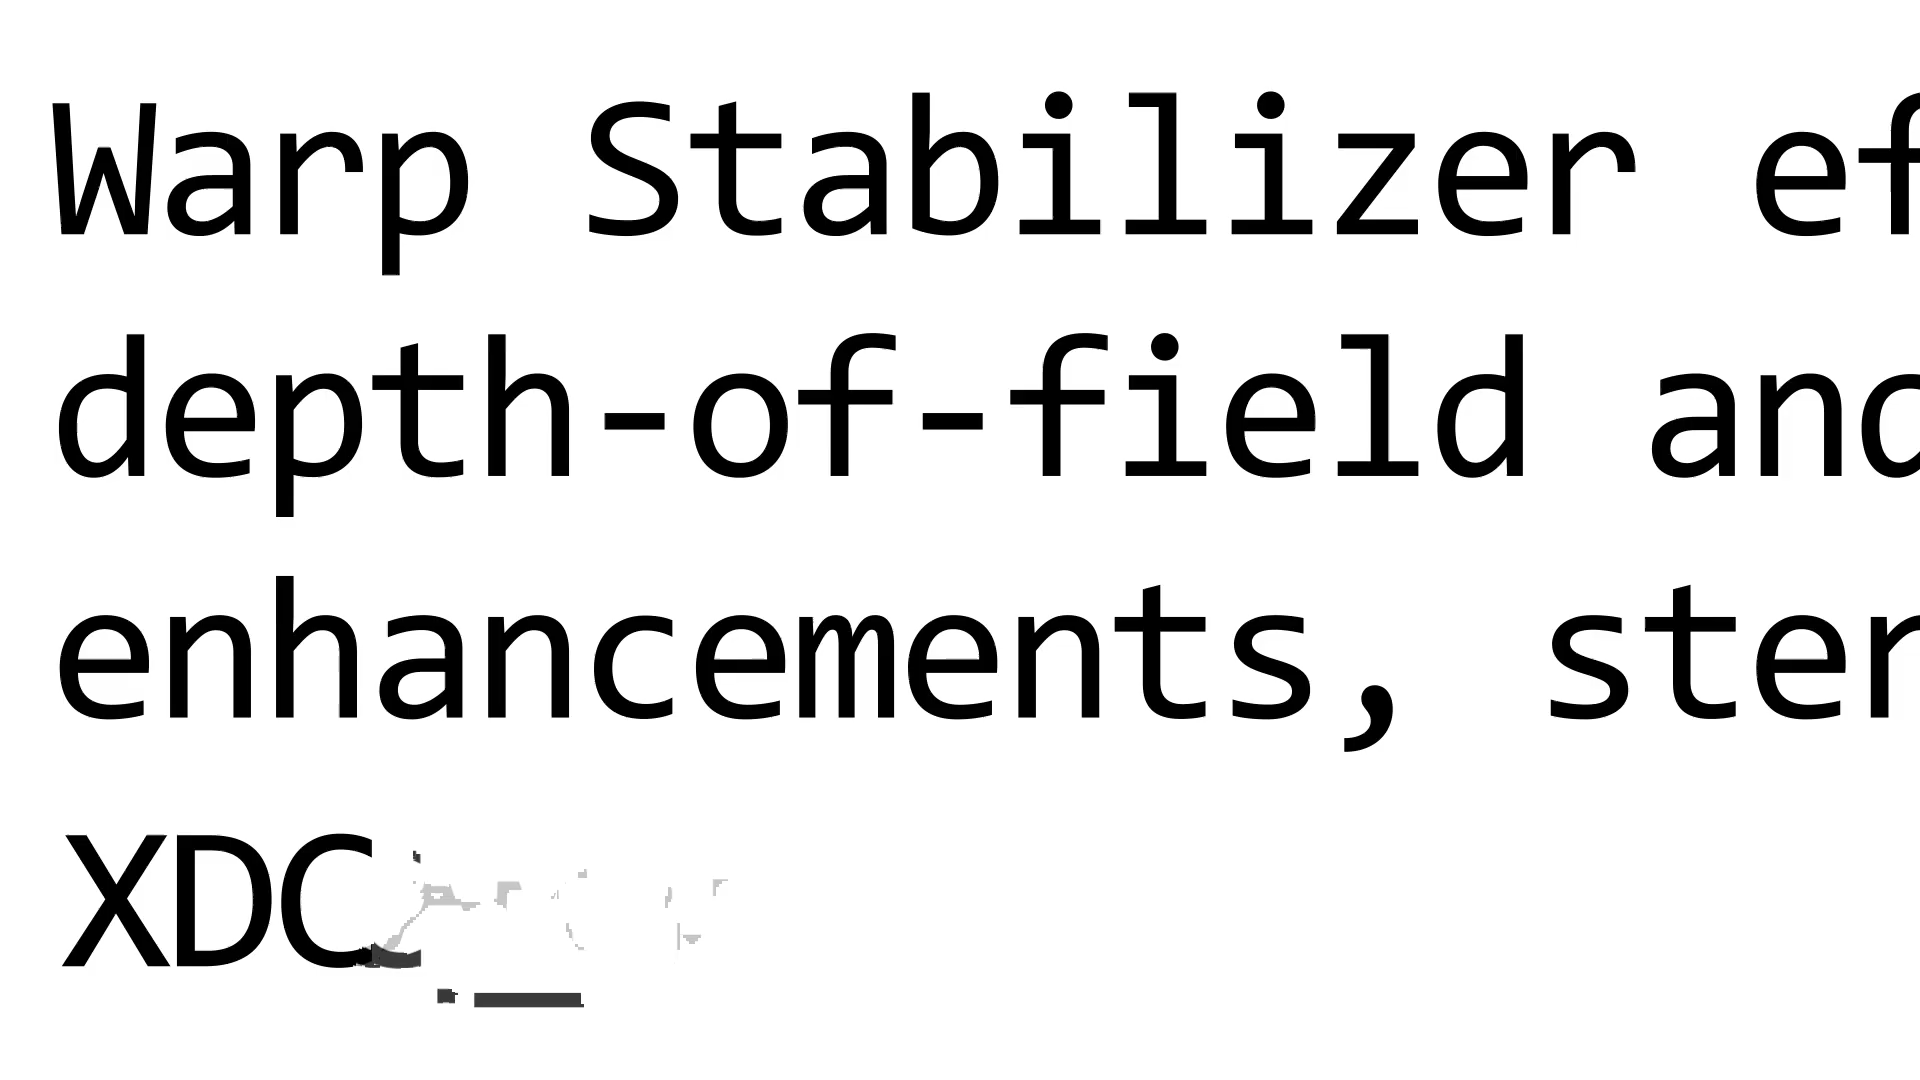 Warp Stabilizer ef
depth-of-field and
enhancements, ster
XDC